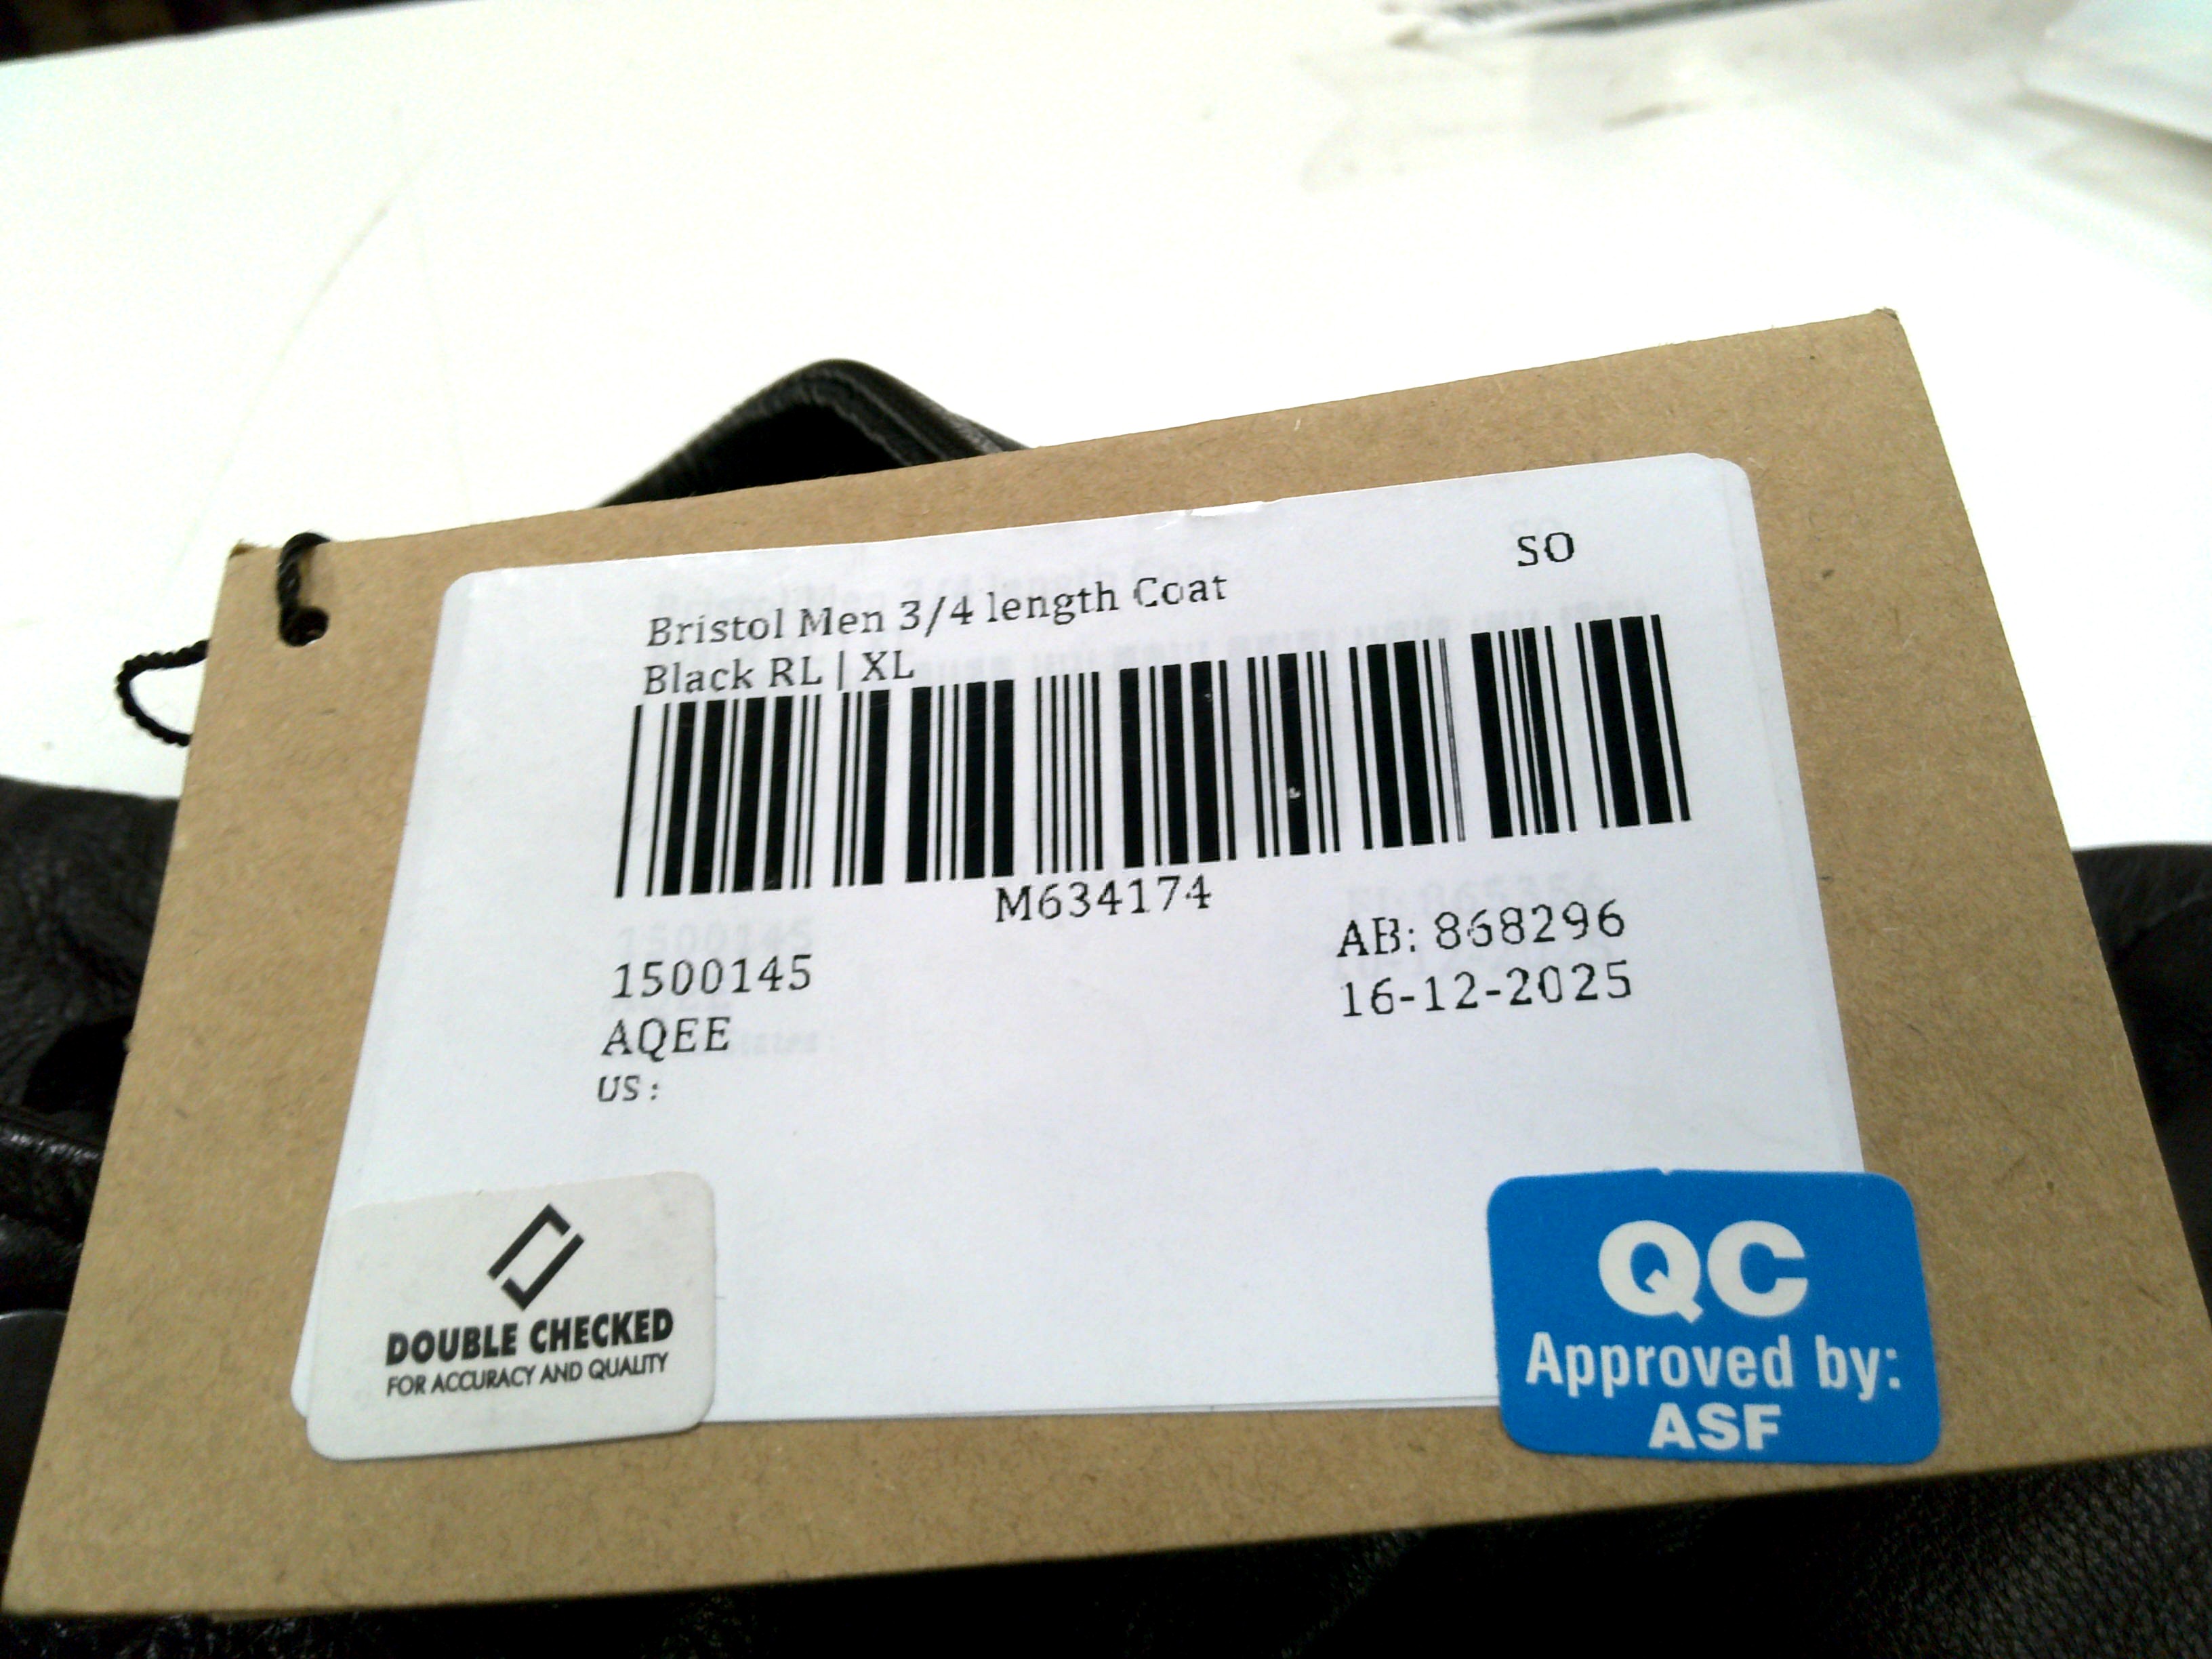 SO
Bristol Men 3/4 length Coat
Black RL | XL
M634174
AB: 868296
1500145
16-12-2025
AQEE
US:
DOUBLE CHECKED
FOR ACCURACY AND QUALITY
QC
Approved by:
ASF